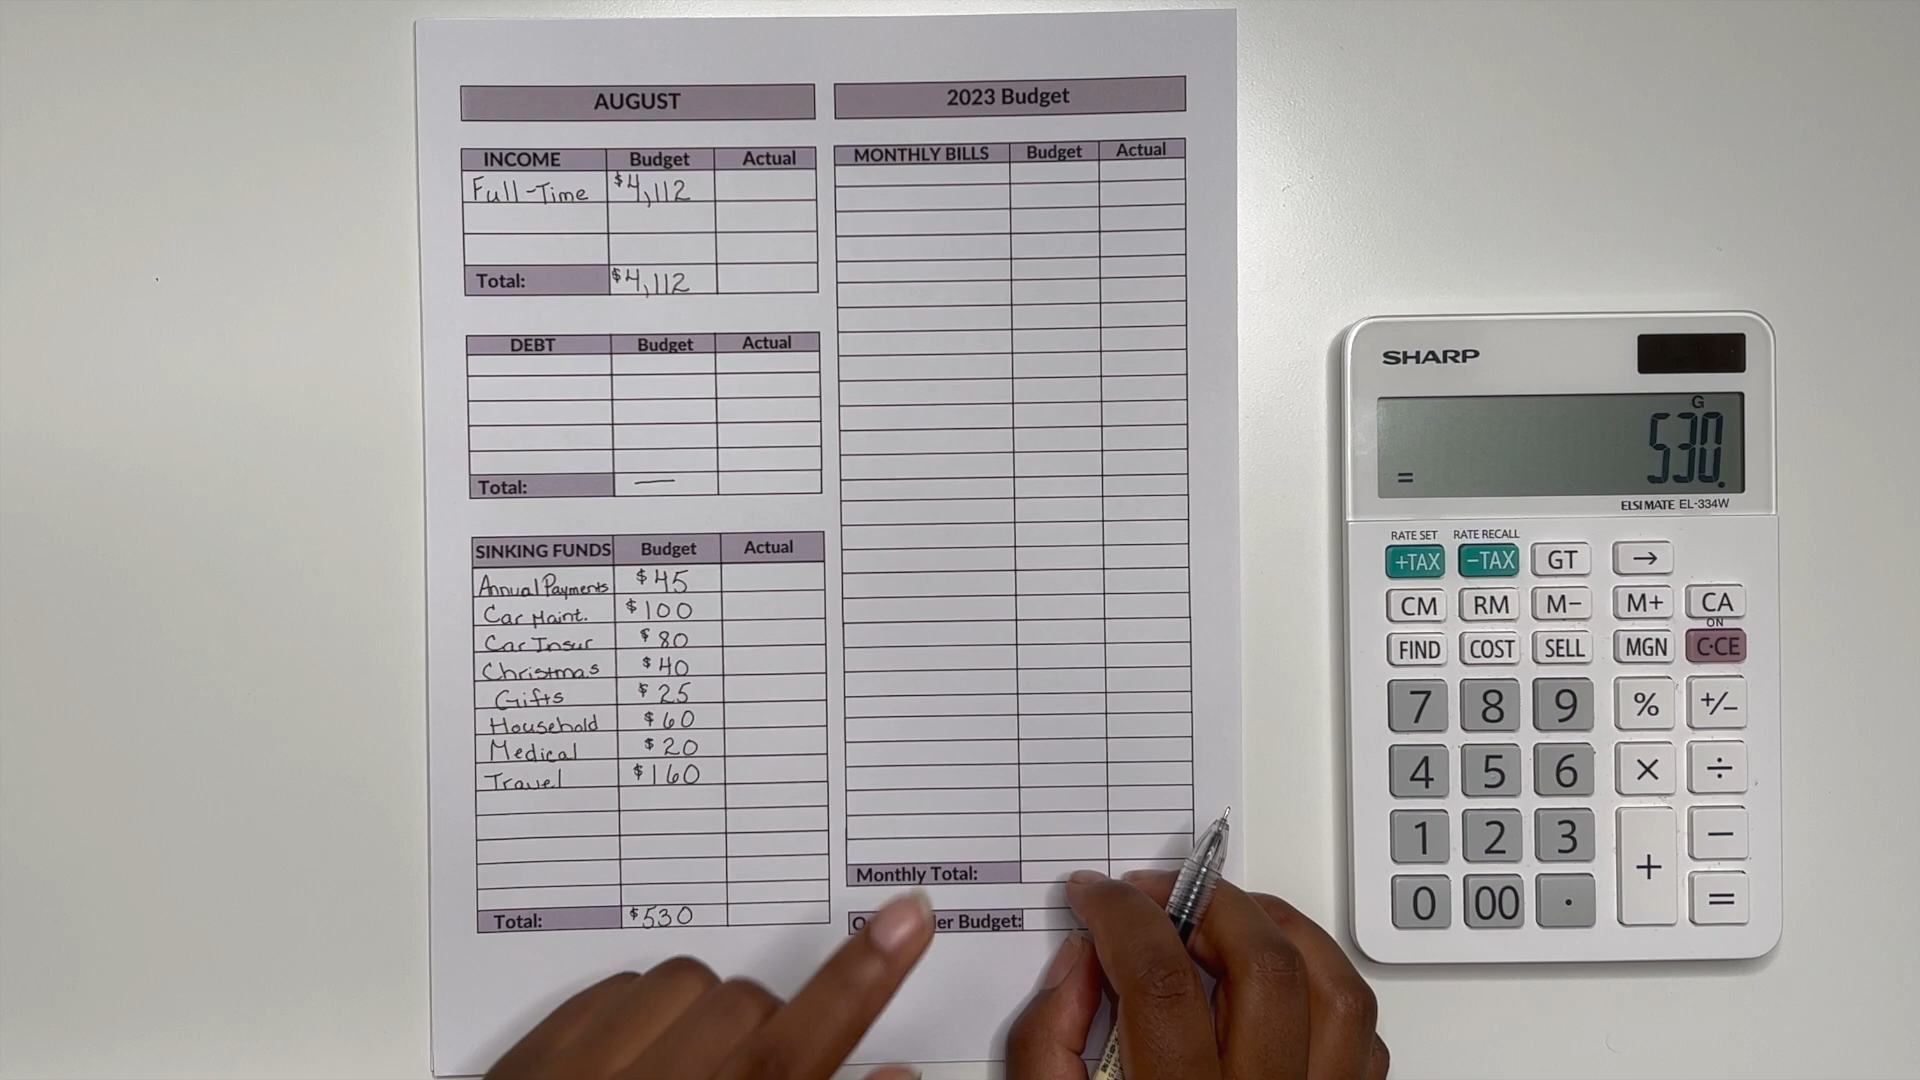 AUGUST
INCOME Budget Actual
Full-Time $4,112
Total: $4,112
DEBT Budget Actual
Total: —
SINKING FUNDS Budget Actual
Annual Payments $45
Car Maint. $100
Car Insur $80
Christmas $40
Gifts $25
Household $60
Medical $20
Travel $160
Total: $530
2023 Budget
MONTHLY BILLS Budget Actual
Monthly Total:
Budget:
SHARP
G
= 530.
ELSIMATE EL-334W
RATE SET RATE RECALL
+TAX −TAX GT →
CM RM M− M+ CA
ON
FIND COST SELL MGN C·CE
7 8 9 % +/−
4 5 6 × ÷
1 2 3 + −
0 00 . =